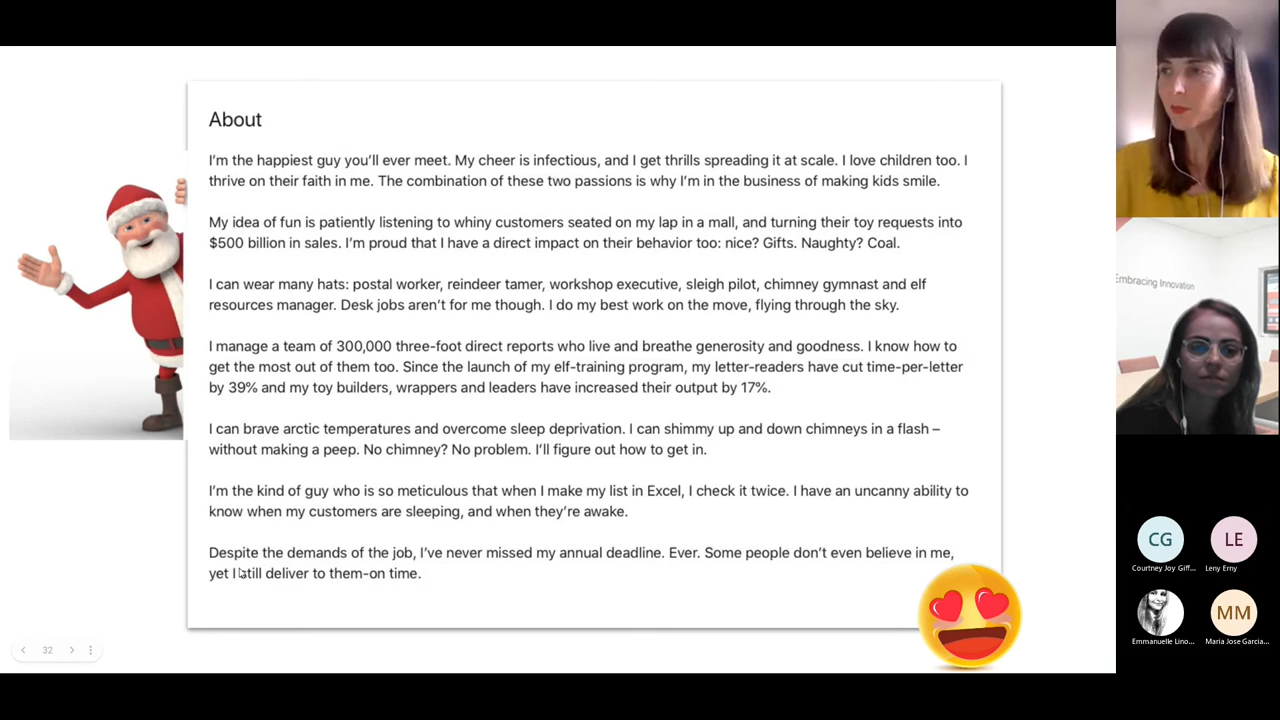 About
I'm the happiest guy you'll ever meet. My cheer is infectious, and I get thrills spreading it at scale. I love children too. I
thrive on their faith in me. The combination of these two passions is why I'm in the business of making kids smile.
My idea of fun is patiently listening to whiny customers seated on my lap in a mall, and turning their toy requests into
$500 billion in sales. I'm proud that I have a direct impact on their behavior too: nice? Gifts. Naughty? Coal.
I can wear many hats: postal worker, reindeer tamer, workshop executive, sleigh pilot, chimney gymnast and elf
resources manager. Desk jobs aren't for me though. I do my best work on the move, flying through the sky.
I manage a team of 300,000 three-foot direct reports who live and breathe generosity and goodness. I know how to
get the most out of them too. Since the launch of my elf-training program, my letter-readers have cut time-per-letter
by 39% and my toy builders, wrappers and leaders have increased their output by 17%.
I can brave arctic temperatures and overcome sleep deprivation. I can shimmy up and down chimneys in a flash –
without making a peep. No chimney? No problem. I'll figure out how to get in.
I'm the kind of guy who is so meticulous that when I make my list in Excel, I check it twice. I have an uncanny ability to
know when my customers are sleeping, and when they're awake.
Despite the demands of the job, I've never missed my annual deadline. Ever. Some people don't even believe in me,
yet I still deliver to them-on time.
32
Embracing Innovation
CG
Courtney Joy Giff...
LE
Leny Erny
Emmanuelle Lino...
MM
Maria Jose Garcia...